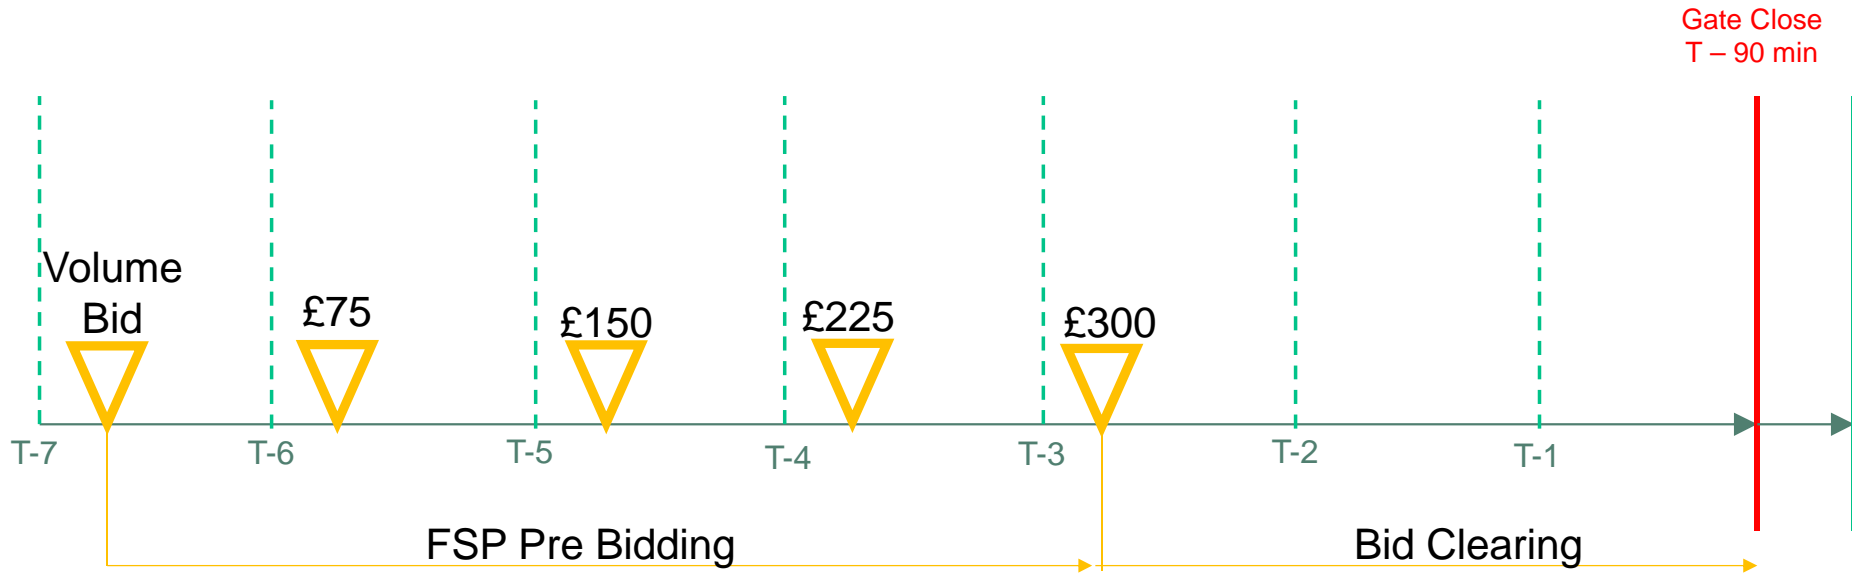 Gate Close
T – 90 min
Volume
Bid
£75
£150
£225
£300
T-7
T-6
T-5
T-4
T-3
T-2
T-1
FSP Pre Bidding
Bid Clearing